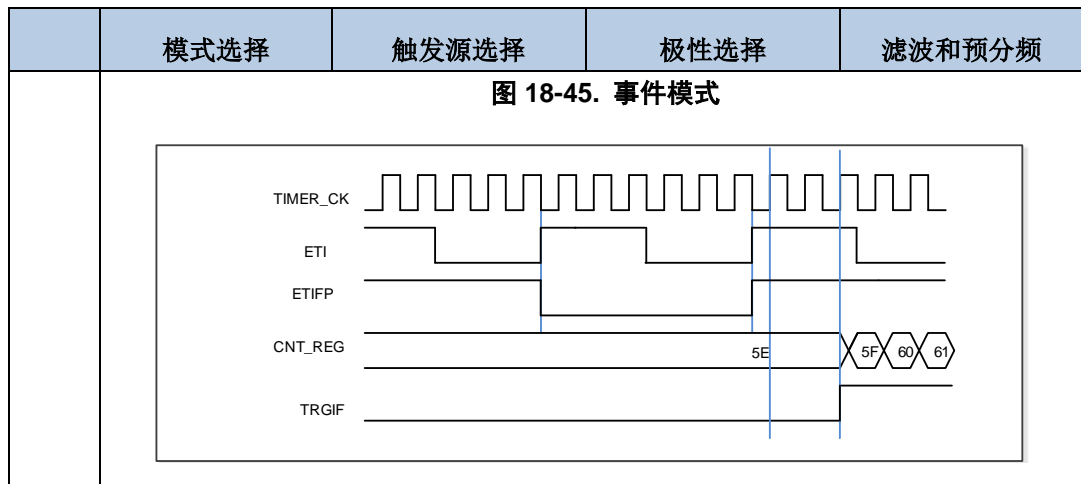 模式选择 触发源选择 极性选择 滤波和预分频
图 18-45. 事件模式
TIMER_CK
ETI
ETIFP
CNT_REG 5E 5F 60 61
TRGIF